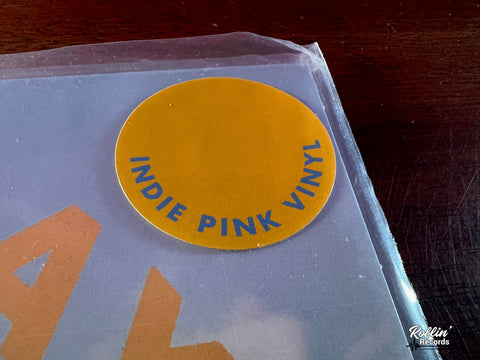 INDIE PINK VINYL
Rollin'
Records